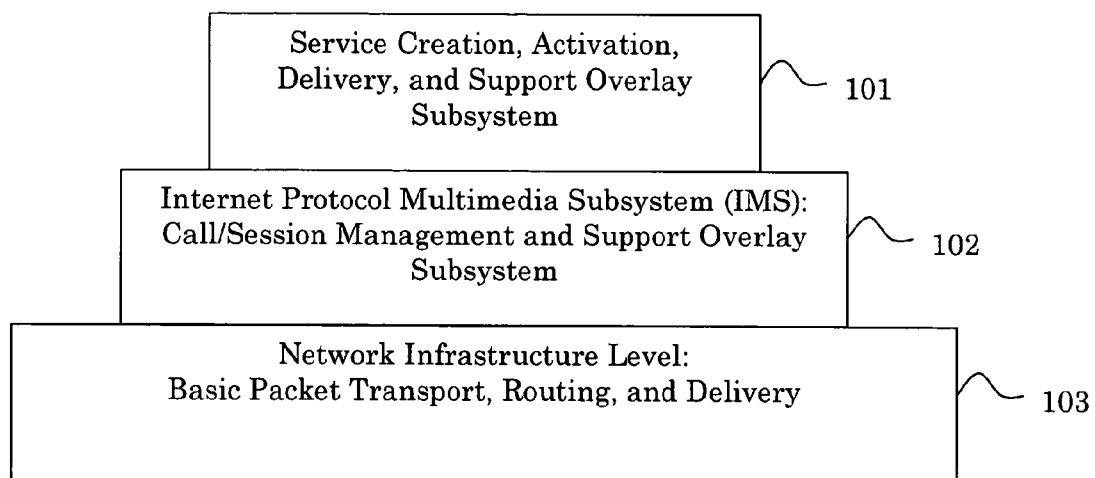 Service Creation, Activation,
Delivery, and Support Overlay
Subsystem
101
Internet Protocol Multimedia Subsystem (IMS):
Call/Session Management and Support Overlay
Subsystem
102
Network Infrastructure Level:
Basic Packet Transport, Routing, and Delivery
103